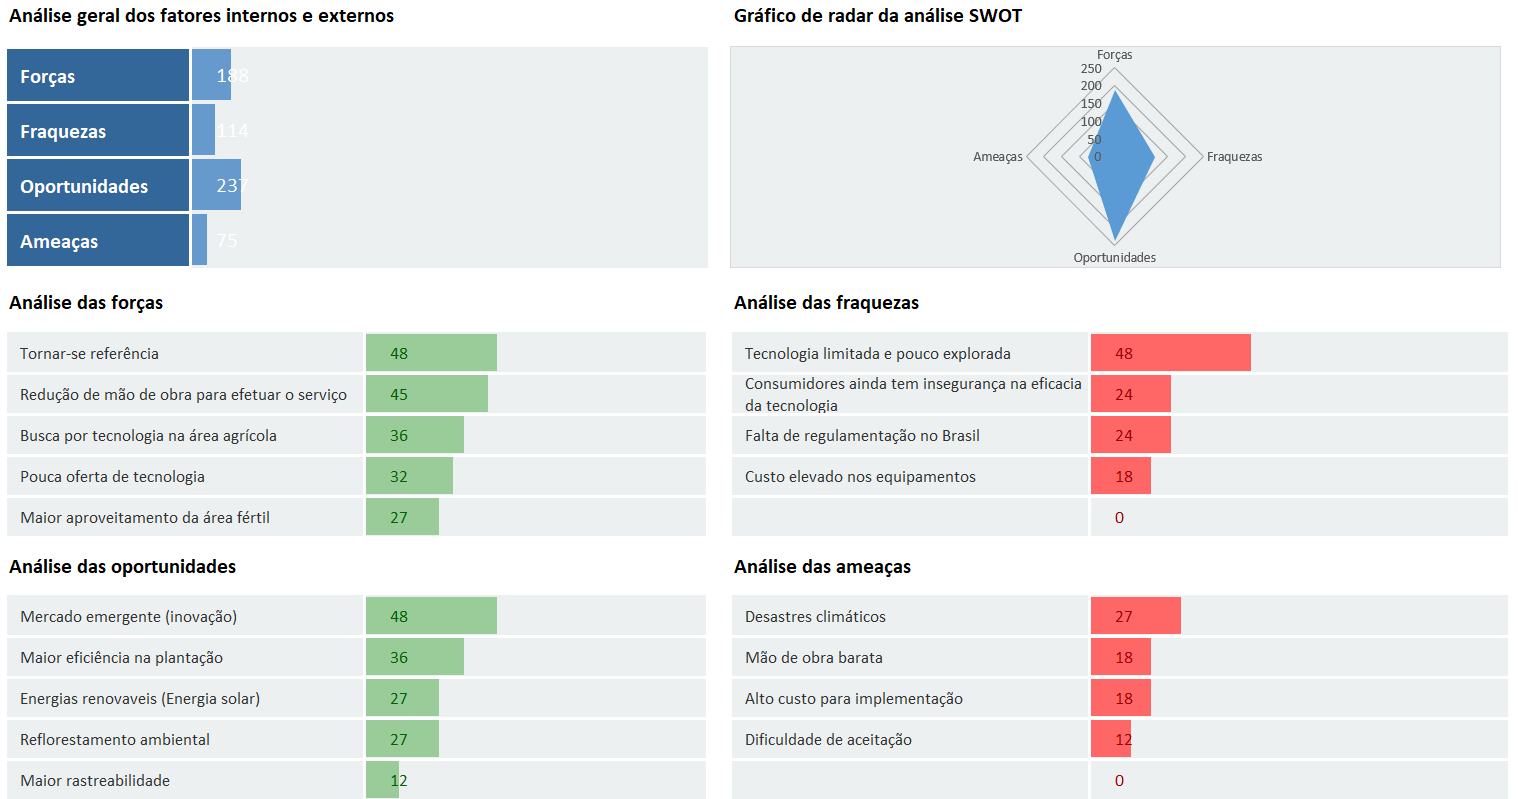 Análise geral dos fatores internos e externos
Forças 188
Fraquezas 114
Oportunidades 237
Ameaças 75
Gráfico de radar da análise SWOT
Forças
250
200
150
100
50
0
Ameaças
Fraquezas
Oportunidades
Análise das forças
Tornar-se referência 48
Redução de mão de obra para efetuar o serviço 45
Busca por tecnologia na área agrícola 36
Pouca oferta de tecnologia 32
Maior aproveitamento da área fértil 27
Análise das fraquezas
Tecnologia limitada e pouco explorada 48
Consumidores ainda tem insegurança na eficacia
da tecnologia 24
Falta de regulamentação no Brasil 24
Custo elevado nos equipamentos 18
0
Análise das oportunidades
Mercado emergente (inovação) 48
Maior eficiência na plantação 36
Energias renovaveis (Energia solar) 27
Reflorestamento ambiental 27
Maior rastreabilidade 12
Análise das ameaças
Desastres climáticos 27
Mão de obra barata 18
Alto custo para implementação 18
Dificuldade de aceitação 12
0